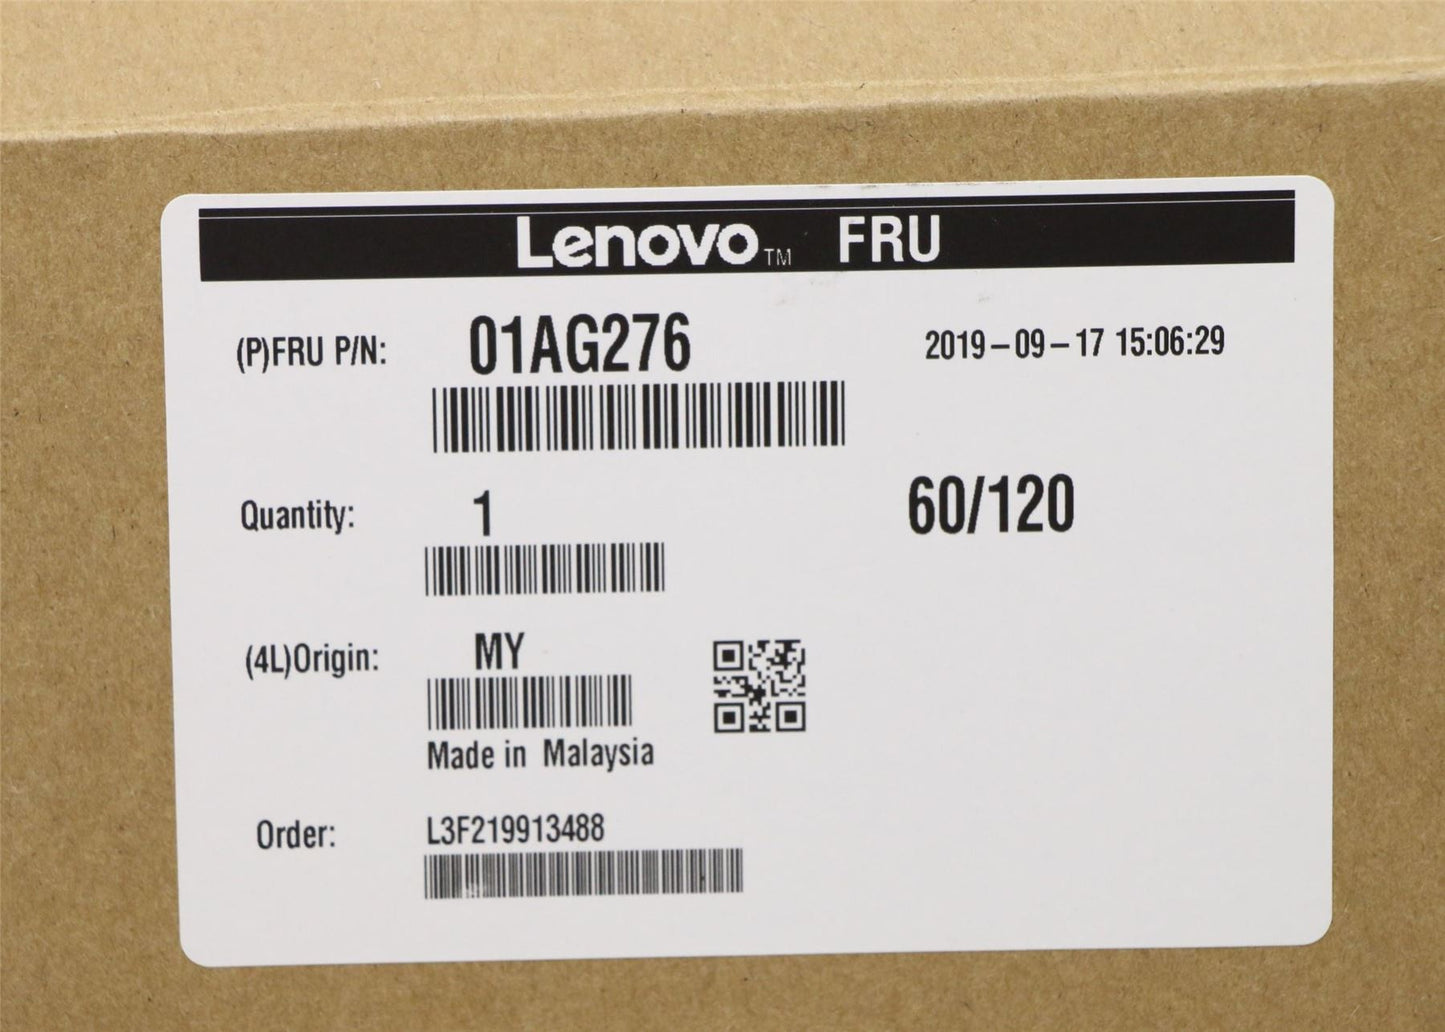 Lenovo™ FRU
(P)FRU P/N: 01AG276 2019-09-17 15:06:29
Quantity: 1 60/120
(4L)Origin: MY
Made in Malaysia
Order: L3F219913488